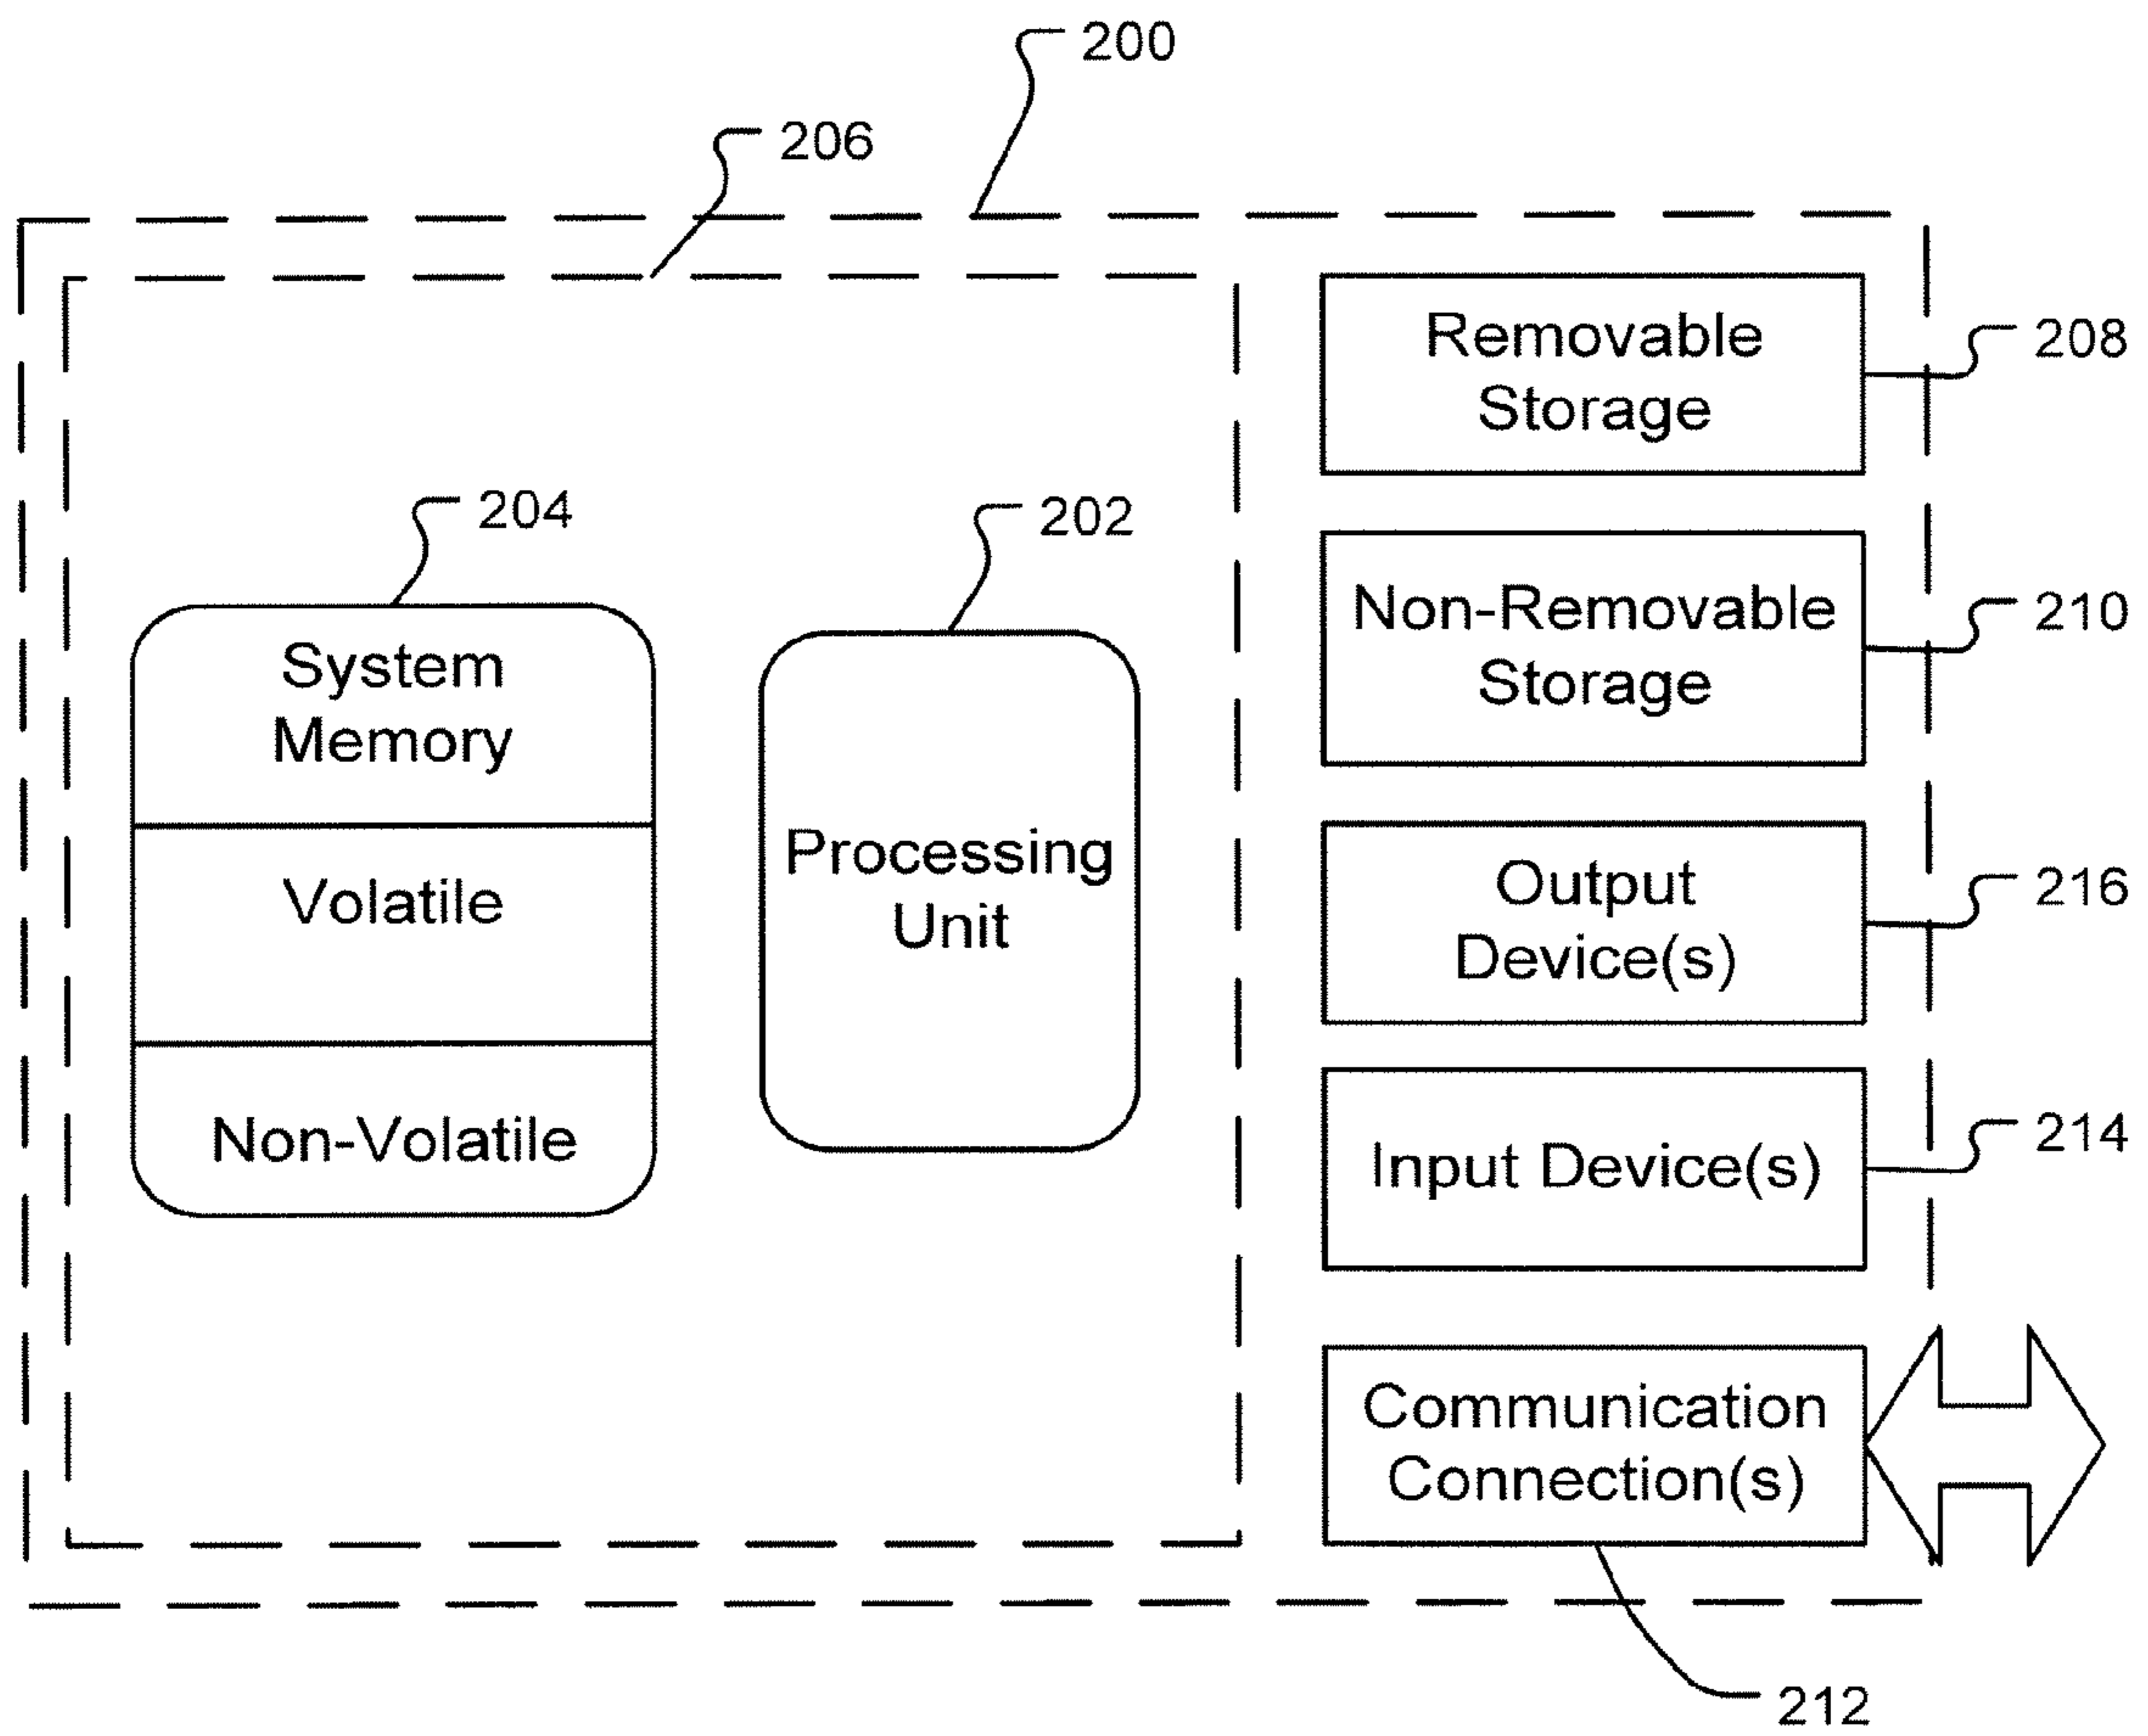 200
206
Removable
Storage
208
204
202
Non-Removable
Storage
210
System
Memory
Volatile
Non-Volatile
Processing
Unit
Output
Device(s)
216
Input Device(s)
214
Communication
Connection(s)
212